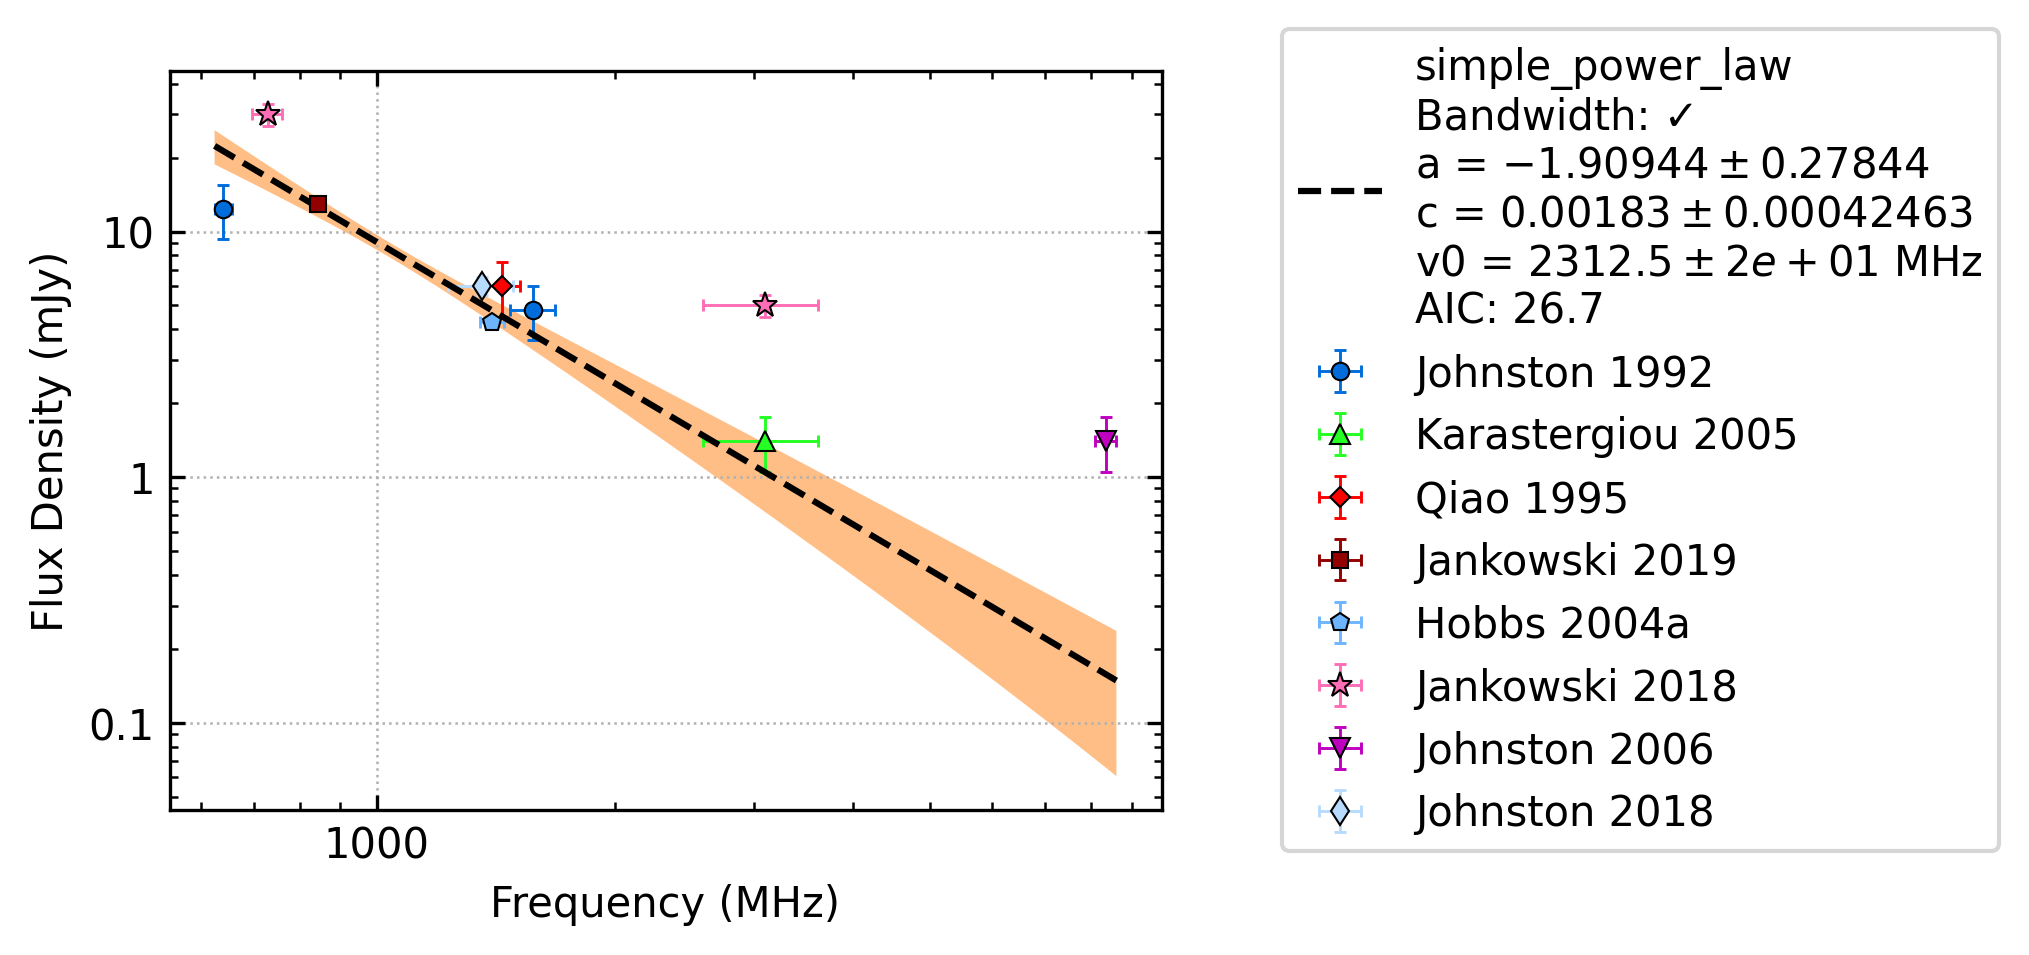 10
1
0.1
1000
Flux Density (mJy)
Frequency (MHz)
simple_power_law
Bandwidth: ✓
a = −1.90944 ± 0.27844
c = 0.00183 ± 0.00042463
v0 = 2312.5 ± 2e + 01 MHz
AIC: 26.7
Johnston 1992
Karastergiou 2005
Qiao 1995
Jankowski 2019
Hobbs 2004a
Jankowski 2018
Johnston 2006
Johnston 2018